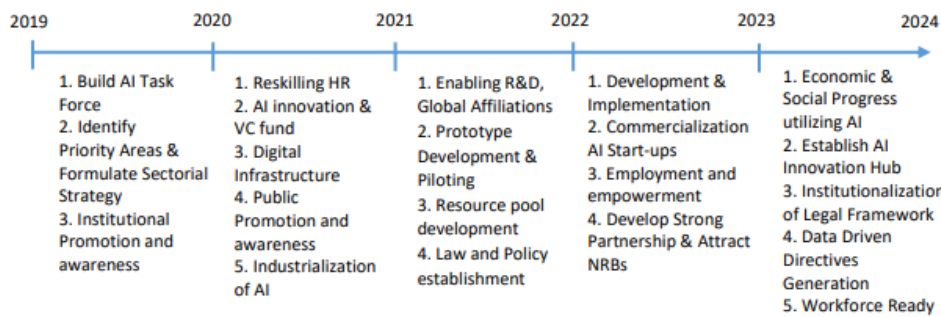 2019 2020 2021 2022 2023 2024
1. Build AI Task
Force
2. Identify
Priority Areas &
Formulate Sectorial
Strategy
3. Institutional
Promotion and
awareness
1. Reskilling HR
2. AI innovation &
VC fund
3. Digital
Infrastructure
4. Public
Promotion and
awareness
5. Industrialization
of AI
1. Enabling R&D,
Global Affiliations
2. Prototype
Development &
Piloting
3. Resource pool
development
4. Law and Policy
establishment
1. Development &
Implementation
2. Commercialization
AI Start-ups
3. Employment and
empowerment
4. Develop Strong
Partnership & Attract
NRBs
1. Economic &
Social Progress
utilizing AI
2. Establish AI
Innovation Hub
3. Institutionalization
of Legal Framework
4. Data Driven
Directives
Generation
5. Workforce Ready